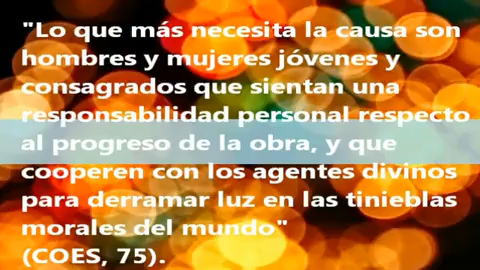 "Lo que más necesita la causa son
hombres y mujeres jóvenes y
consagrados que sientan una
responsabilidad personal respecto
al progreso de la obra, y que
cooperen con los agentes divinos
para derramar luz en las tinieblas
morales del mundo"
(COES, 75).